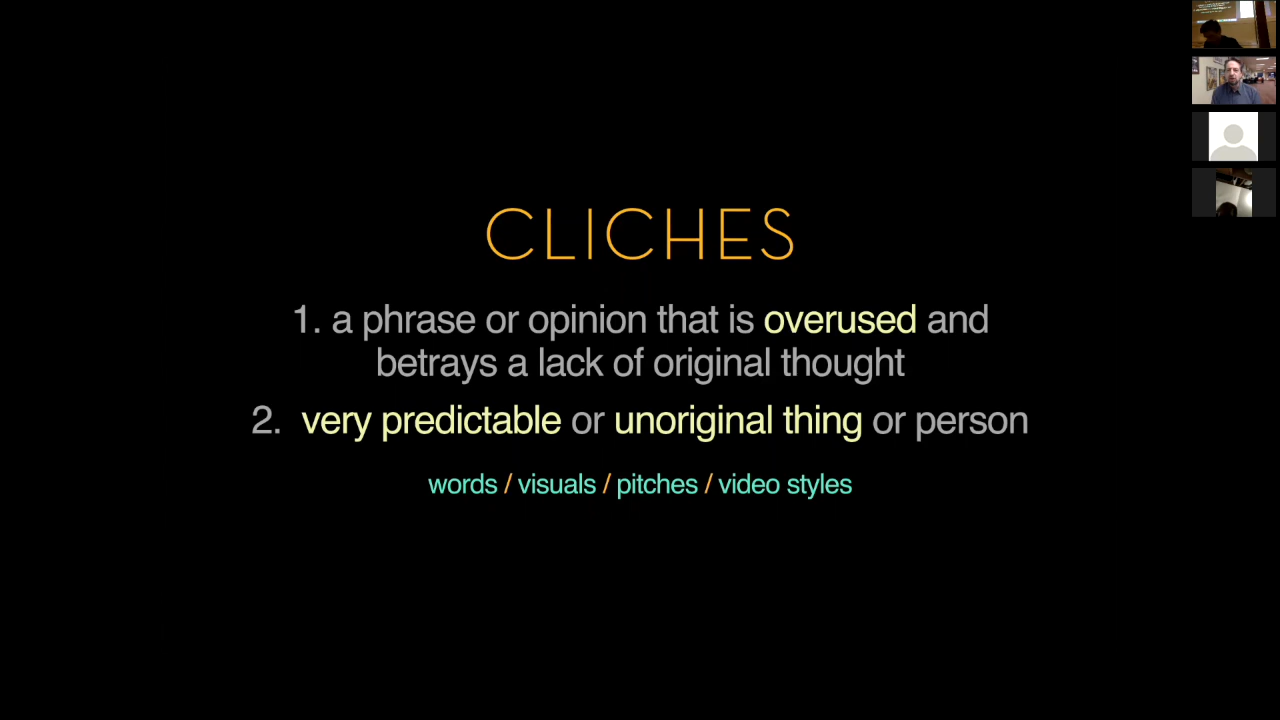 CLICHES
1. a phrase or opinion that is overused and
betrays a lack of original thought
2. very predictable or unoriginal thing or person
words / visuals / pitches / video styles